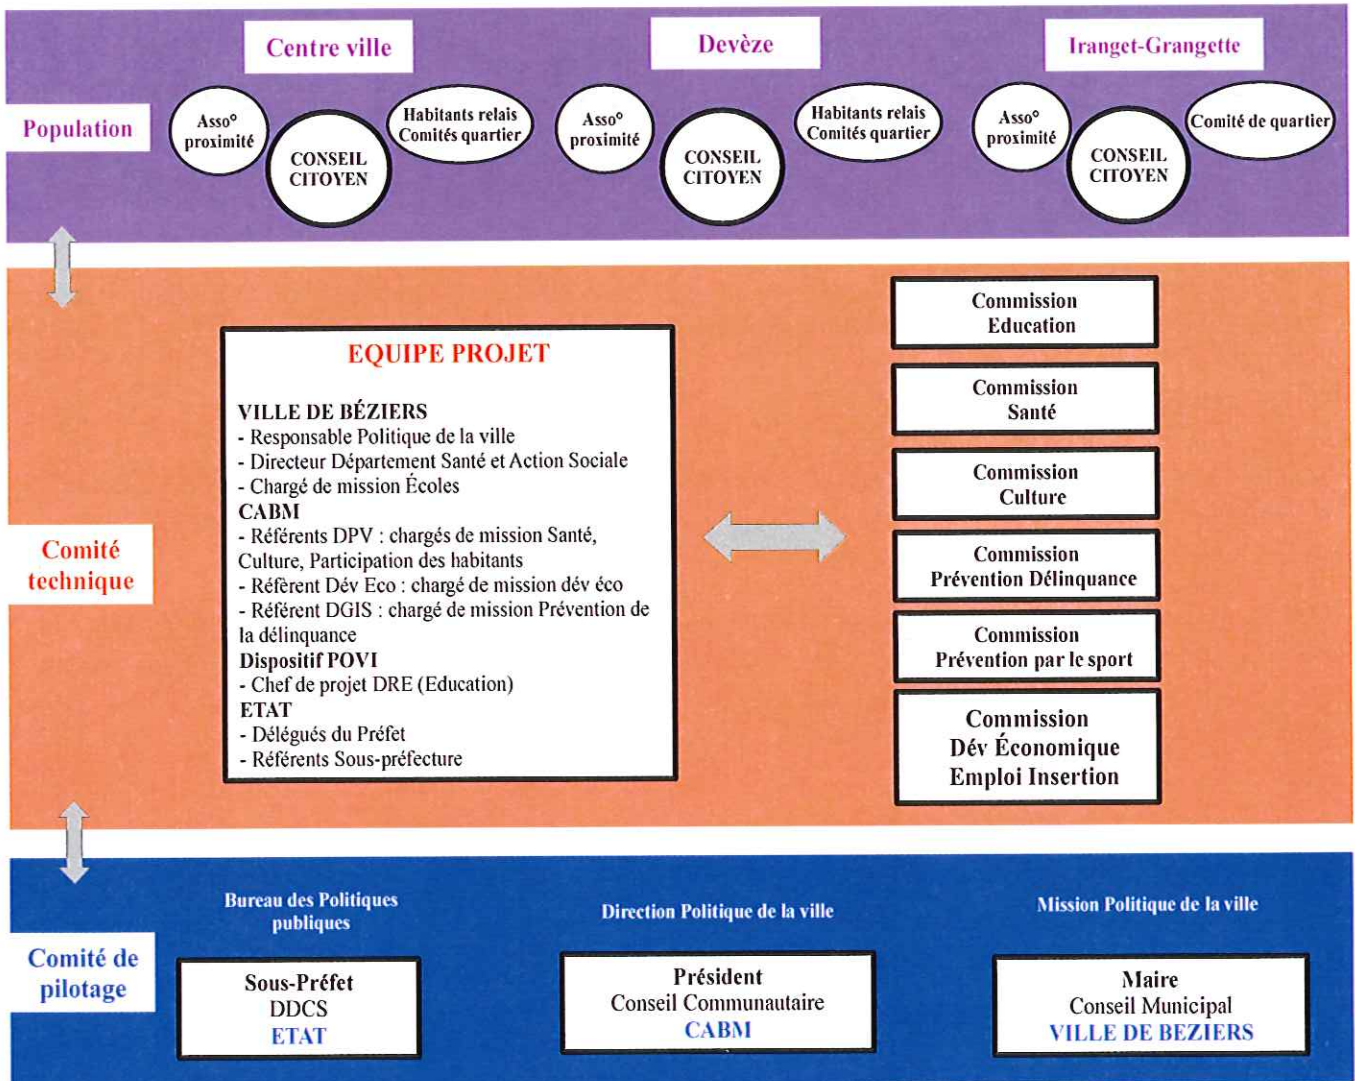 Centre ville
Devèze
Iranget-Grangette
Population
Asso°
proximité
CONSEIL
CITOYEN
Habitants relais
Comités quartier
Asso°
proximité
CONSEIL
CITOYEN
Habitants relais
Comités quartier
Asso°
proximité
CONSEIL
CITOYEN
Comité de quartier
Comité
technique
EQUIPE PROJET
VILLE DE BÉZIERS
- Responsable Politique de la ville
- Directeur Département Santé et Action Sociale
- Chargé de mission Écoles
CABM
- Référents DPV : chargés de mission Santé,
Culture, Participation des habitants
- Réfèrent Dév Eco : chargé de mission dév éco
- Référent DGIS : chargé de mission Prévention de
la délinquance
Dispositif POVI
- Chef de projet DRE (Education)
ETAT
- Délégués du Préfet
- Référents Sous-préfecture
Commission
Education
Commission
Santé
Commission
Culture
Commission
Prévention Délinquance
Commission
Prévention par le sport
Commission
Dév Économique
Emploi Insertion
Comité de
pilotage
Bureau des Politiques
publiques
Sous-Préfet
DDCS
ETAT
Direction Politique de la ville
Président
Conseil Communautaire
CABM
Mission Politique de la ville
Maire
Conseil Municipal
VILLE DE BEZIERS